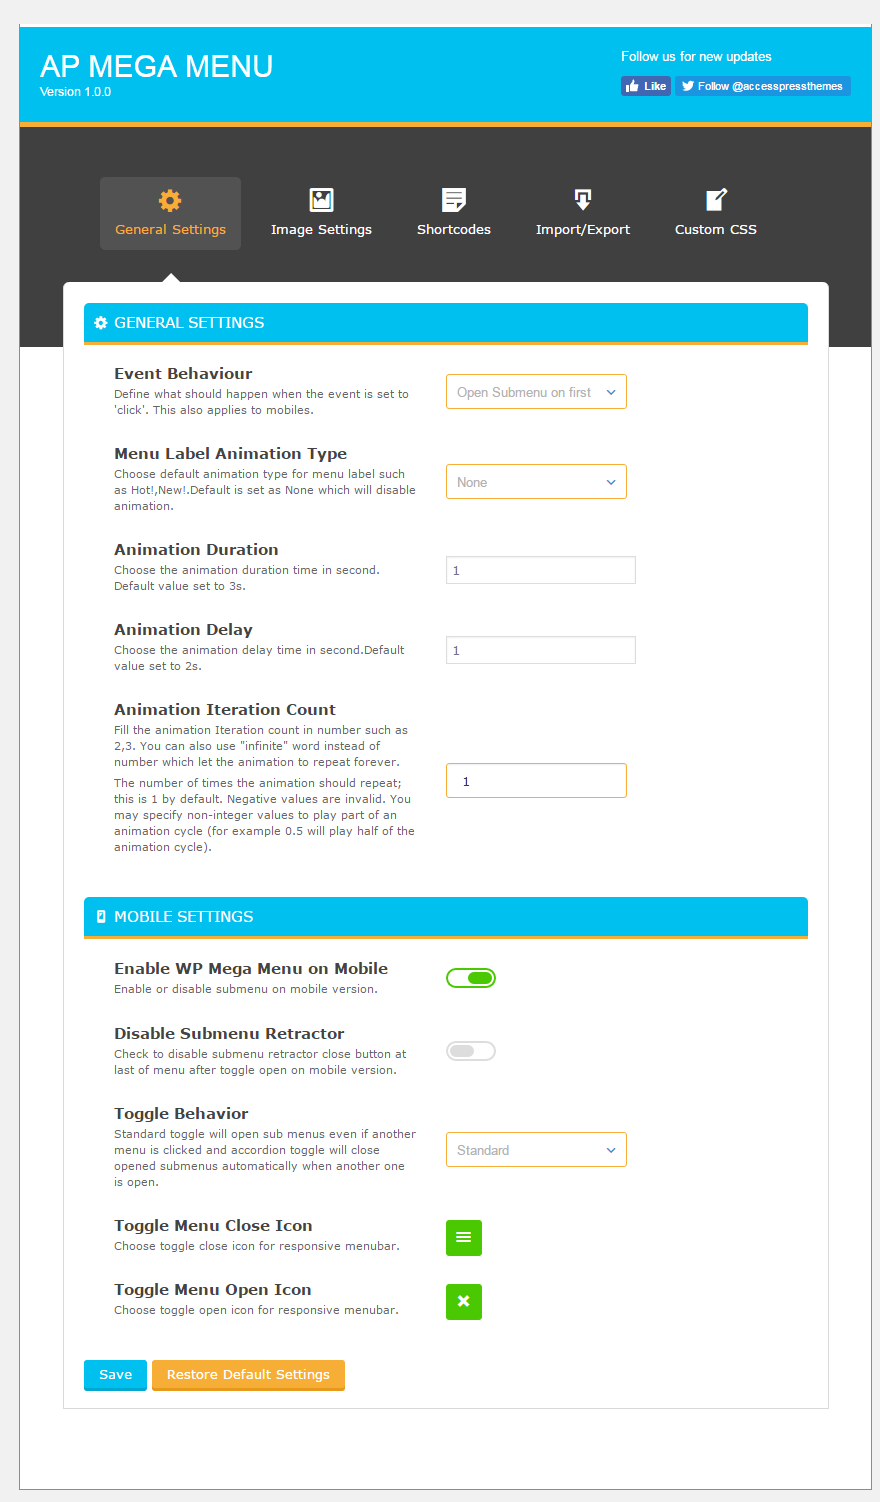 AP MEGA MENU
Version 1.0.0
Follow us for new updates
Like
Follow @accesspressthemes
General Settings
Image Settings
Shortcodes
Import/Export
Custom CSS
GENERAL SETTINGS
Event Behaviour
Define what should happen when the event is set to
'click'. This also applies to mobiles.
Open Submenu on first
Menu Label Animation Type
Choose default animation type for menu label such
as Hot!,New!.Default is set as None which will disable
animation.
None
Animation Duration
Choose the animation duration time in second.
Default value set to 3s.
1
Animation Delay
Choose the animation delay time in second.Default
value set to 2s.
1
Animation Iteration Count
Fill the animation Iteration count in number such as
2,3. You can also use "infinite" word instead of
number which let the animation to repeat forever.
The number of times the animation should repeat;
this is 1 by default. Negative values are invalid. You
may specify non-integer values to play part of an
animation cycle (for example 0.5 will play half of the
animation cycle).
1
MOBILE SETTINGS
Enable WP Mega Menu on Mobile
Enable or disable submenu on mobile version.
Disable Submenu Retractor
Check to disable submenu retractor close button at
last of menu after toggle open on mobile version.
Toggle Behavior
Standard toggle will open sub menus even if another
menu is clicked and accordion toggle will close
opened submenus automatically when another one
is open.
Standard
Toggle Menu Close Icon
Choose toggle close icon for responsive menubar.
Toggle Menu Open Icon
Choose toggle open icon for responsive menubar.
Save
Restore Default Settings